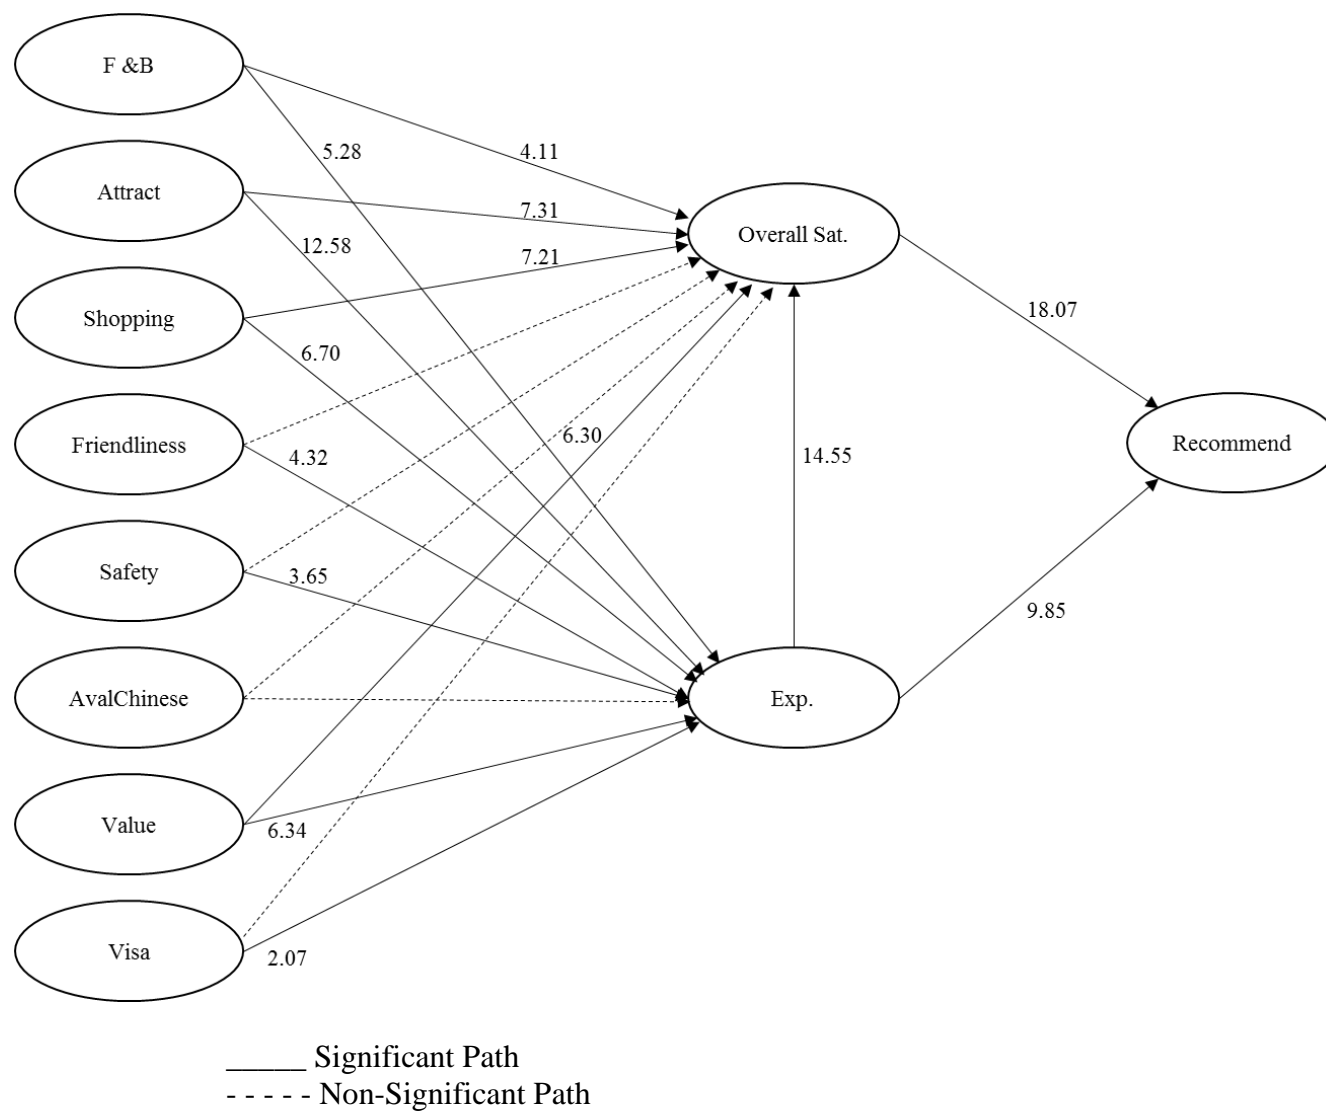 F &B
5.28
4.11
Attract
7.31
12.58
7.21
Overall Sat.
Shopping
6.70
18.07
Friendliness
4.32
6.30
14.55
Recommend
Safety
3.65
9.85
AvalChinese
Exp.
Value
6.34
Visa
2.07
_____ Significant Path
- - - - - Non-Significant Path